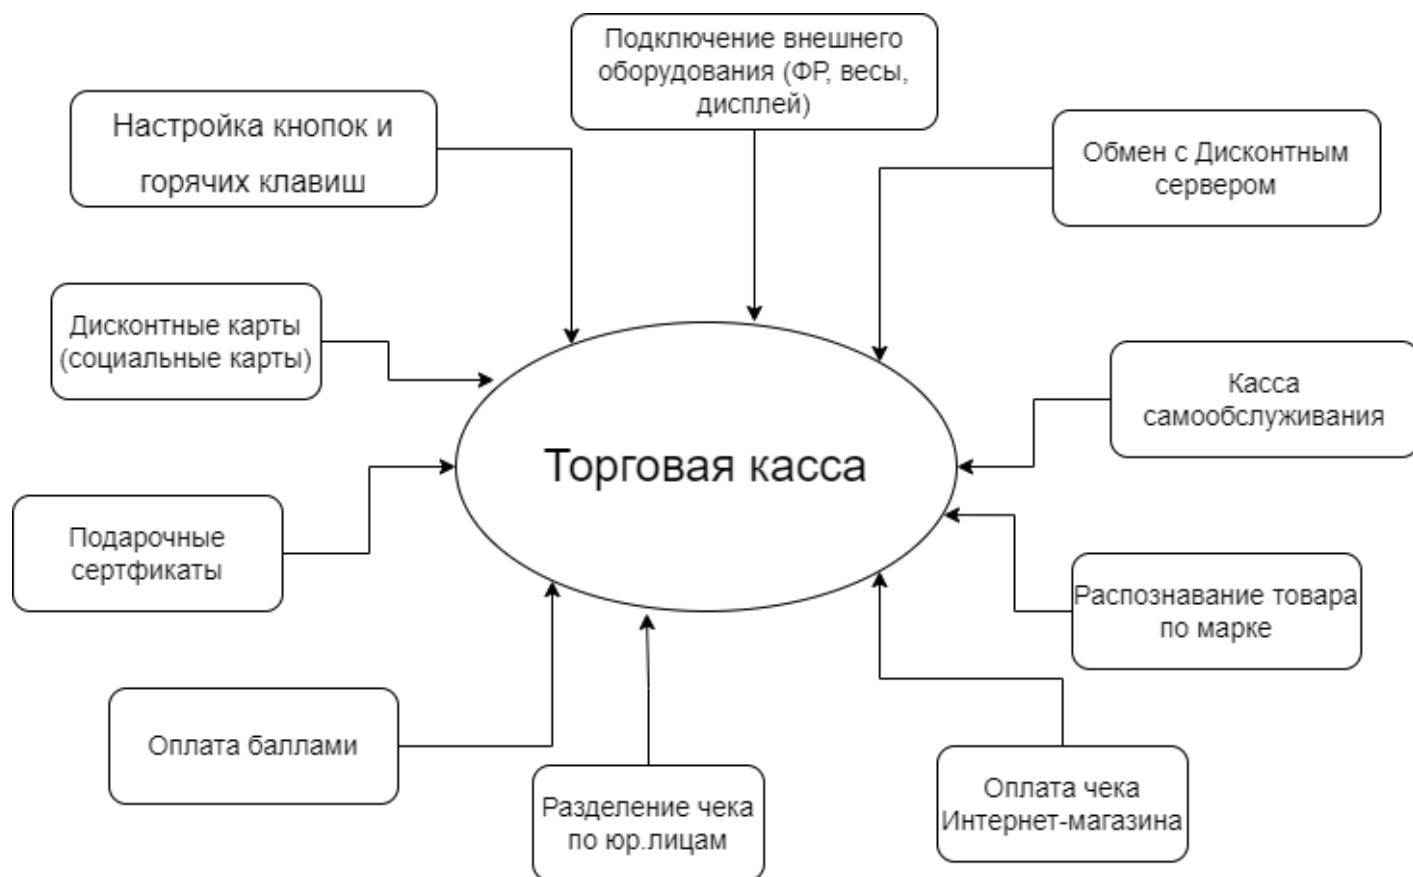 Подключение внешнего
оборудования (ФР, весы,
дисплей)
Настройка кнопок и
горячих клавиш
Обмен с Дисконтным
сервером
Дисконтные карты
(социальные карты)
Касса
самообслуживания
Торговая касса
Подарочные
сертфикаты
Распознавание товара
по марке
Оплата баллами
Разделение чека
по юр.лицам
Оплата чека
Интернет-магазина